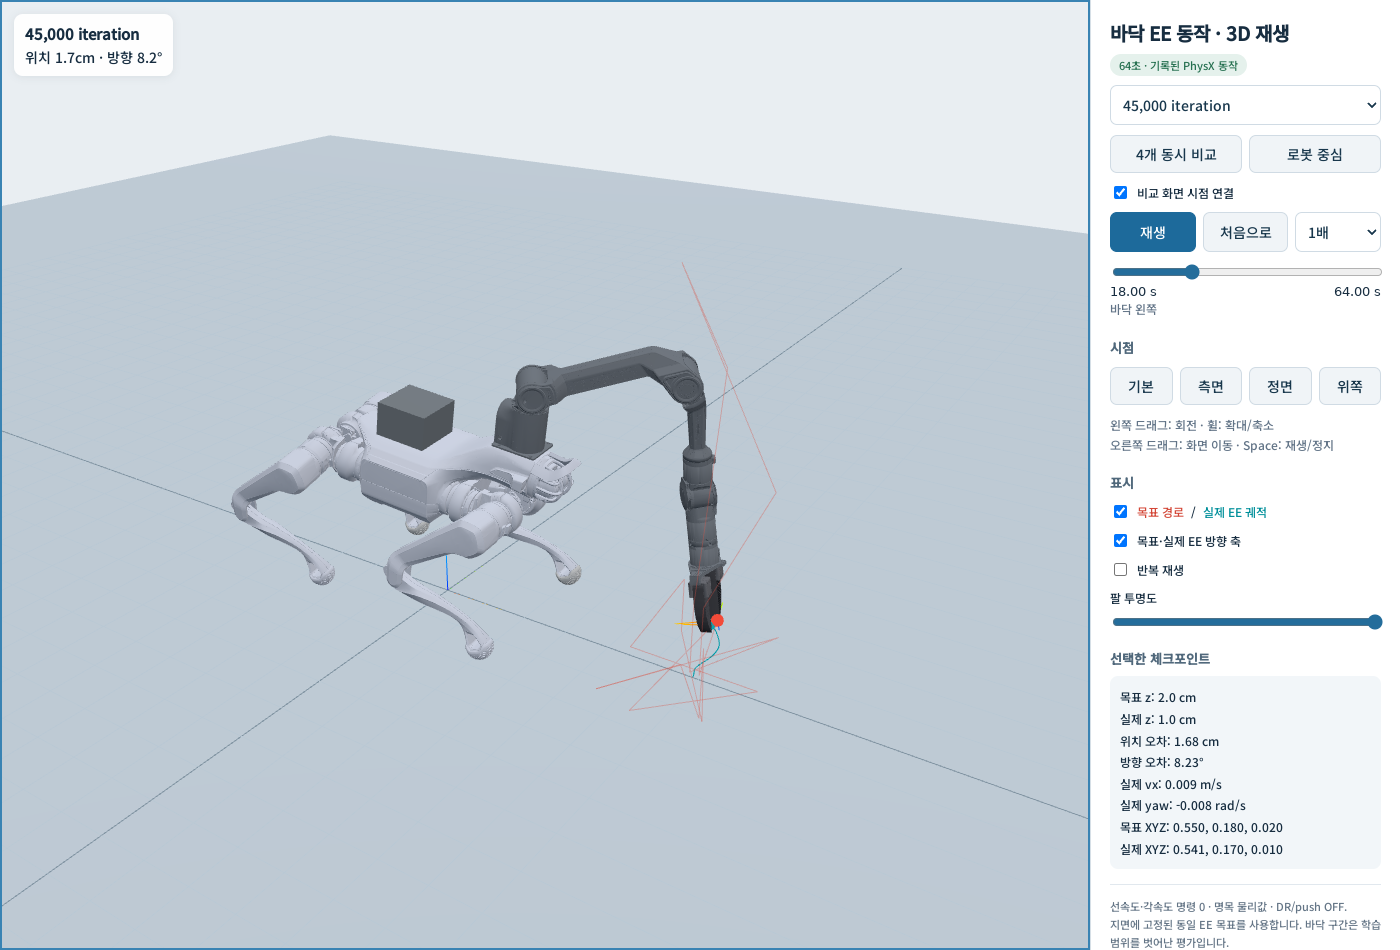 45,000 iteration
위치 1.7cm · 방향 8.2°
바닥 EE 동작 · 3D 재생
64초 · 기록된 PhysX 동작
45,000 iteration
4개 동시 비교
로봇 중심
비교 화면 시점 연결
재생
처음으로
1배
18.00 s
64.00 s
바닥 왼쪽
시점
기본
측면
정면
위쪽
왼쪽 드래그: 회전 · 휠: 확대/축소
오른쪽 드래그: 화면 이동 · Space: 재생/정지
표시
목표 경로 / 실제 EE 궤적
목표·실제 EE 방향 축
반복 재생
팔 투명도
선택한 체크포인트
목표 z: 2.0 cm
실제 z: 1.0 cm
위치 오차: 1.68 cm
방향 오차: 8.23°
실제 vx: 0.009 m/s
실제 yaw: -0.008 rad/s
목표 XYZ: 0.550, 0.180, 0.020
실제 XYZ: 0.541, 0.170, 0.010
선속도·각속도 명령 0 · 명목 물리값 · DR/push OFF.
지면에 고정된 동일 EE 목표를 사용합니다. 바닥 구간은 학습
범위를 벗어난 평가입니다.